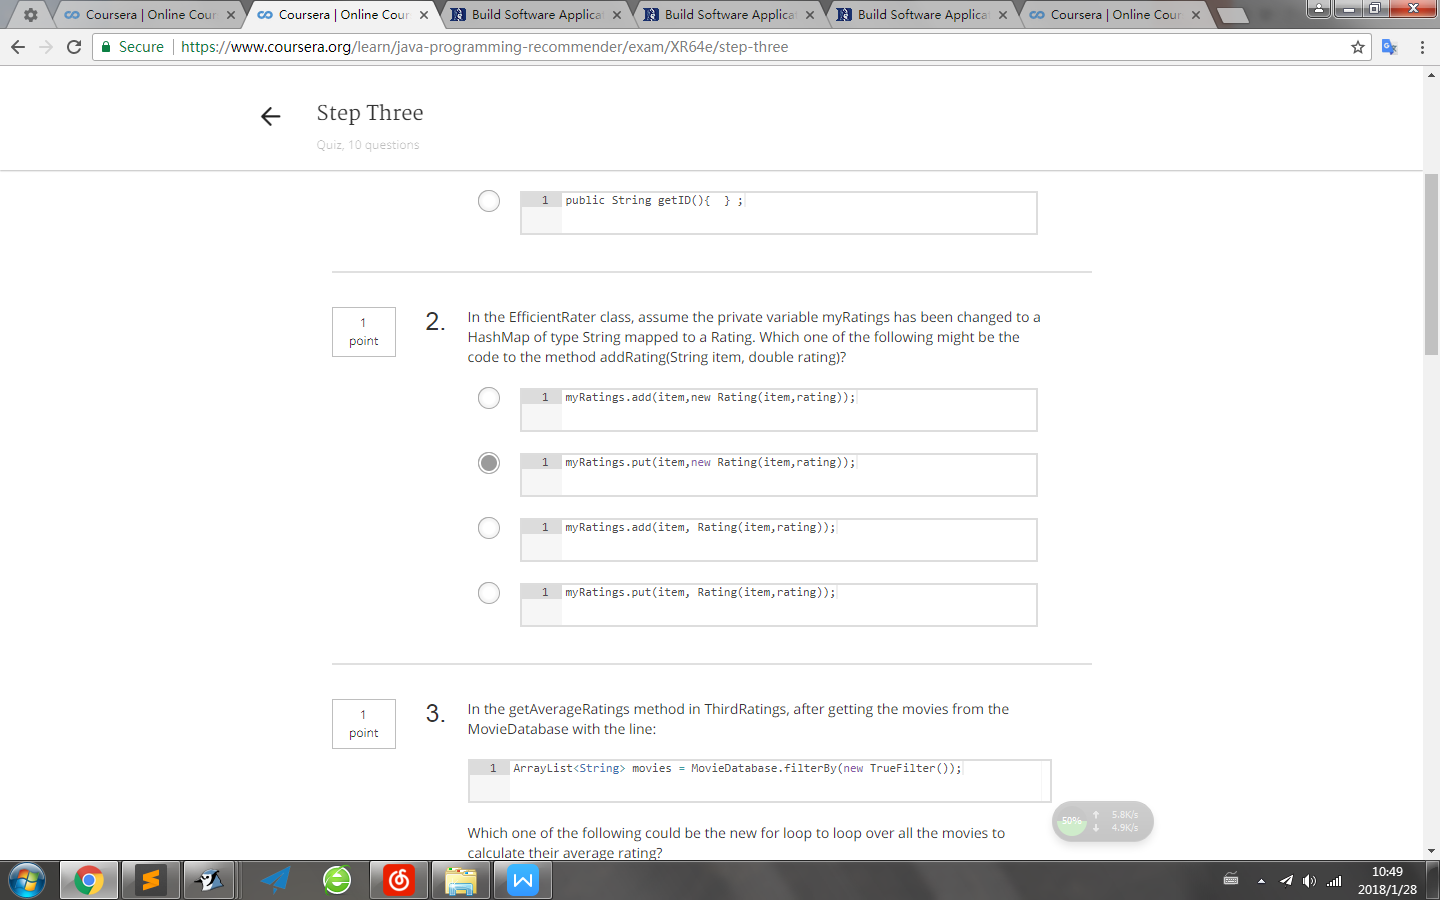 Coursera | Online Cour
Coursera | Online Cour
Build Software Applica
Build Software Applica
Build Software Applica
Coursera | Online Cour
Secure
https://www.coursera.org/learn/java-programming-recommender/exam/XR64e/step-three
Step Three
Quiz, 10 questions
1 public String getID(){  } ;
1 point
2.
In the EfficientRater class, assume the private variable myRatings has been changed to a
HashMap of type String mapped to a Rating. Which one of the following might be the
code to the method addRating(String item, double rating)?
1 myRatings.add(item,new Rating(item,rating));
1 myRatings.put(item,new Rating(item,rating));
1 myRatings.add(item, Rating(item,rating));
1 myRatings.put(item, Rating(item,rating));
1 point
3.
In the getAverageRatings method in ThirdRatings, after getting the movies from the
MovieDatabase with the line:
1 ArrayList<String> movies = MovieDatabase.filterBy(new TrueFilter());
Which one of the following could be the new for loop to loop over all the movies to
calculate their average rating?
50%
5.8K/s
4.9K/s
10:49
2018/1/28